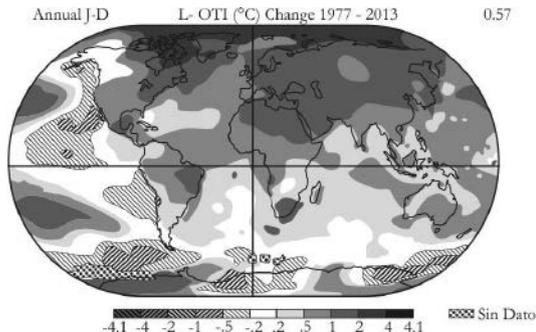 Annual J-D L- OTI (°C) Change 1977 - 2013 0.57
-4.1 -4 -2 -1 -.5 -.2 .2 .5 1 2 4 4.1 Sin Dato